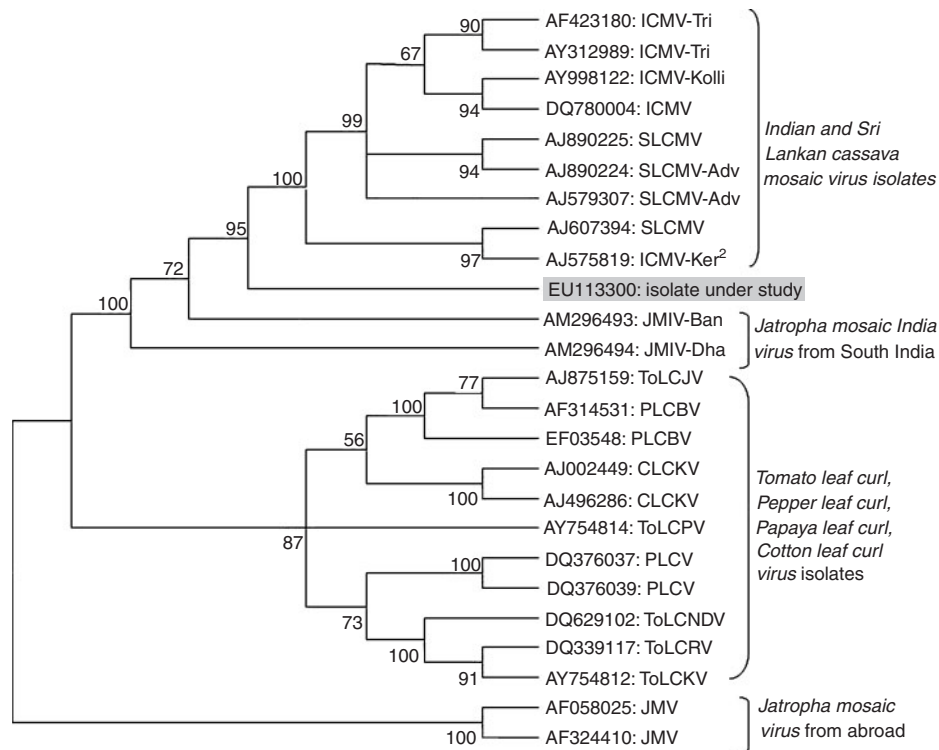 90
AF423180: ICMV-Tri
AY312989: ICMV-Tri
67
AY998122: ICMV-Kolli
94
DQ780004: ICMV
99
AJ890225: SLCMV
94
AJ890224: SLCMV-Adv
AJ579307: SLCMV-Adv
100
AJ607394: SLCMV
97
AJ575819: ICMV-Ker²
Indian and Sri
Lankan cassava
mosaic virus isolates
95
EU113300: isolate under study
72
AM296493: JMIV-Ban
100
AM296494: JMIV-Dha
Jatropha mosaic India
virus from South India
77
AJ875159: ToLCJV
AF314531: PLCBV
100
EF03548: PLCBV
56
AJ002449: CLCKV
100
AJ496286: CLCKV
AY754814: ToLCPV
87
100
DQ376037: PLCV
DQ376039: PLCV
73
DQ629102: ToLCNDV
100
DQ339117: ToLCRV
91
AY754812: ToLCKV
Tomato leaf curl,
Pepper leaf curl,
Papaya leaf curl,
Cotton leaf curl
virus isolates
AF058025: JMV
100
AF324410: JMV
Jatropha mosaic
virus from abroad